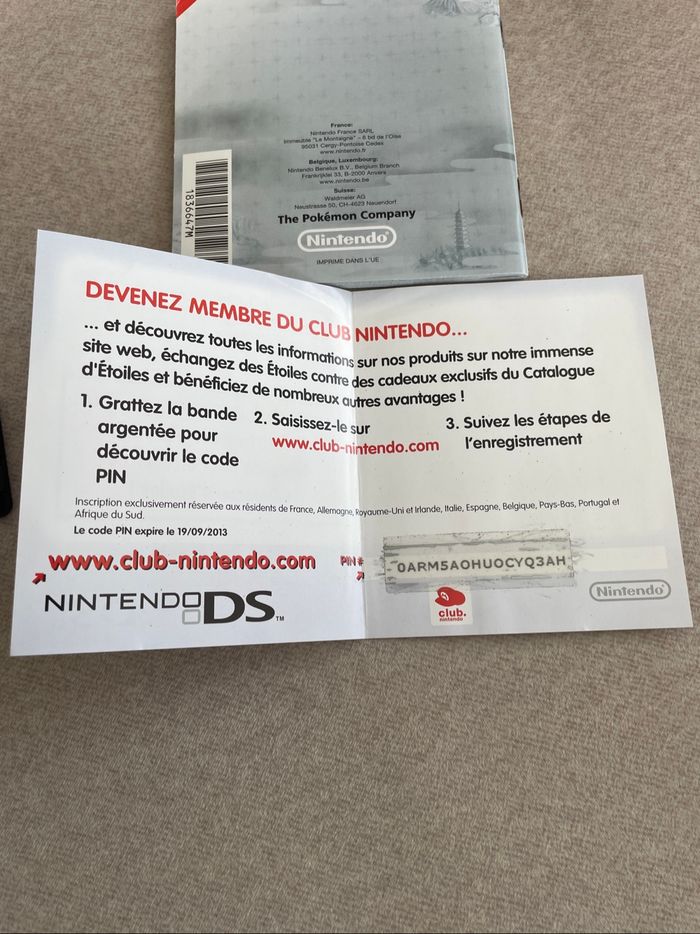 France:
Nintendo France SARL
Immeuble "Le Montaigne" – 6 bd de l'Oise
95031 Cergy-Pontoise Cedex
www.nintendo.fr
Belgique, Luxembourg:
Nintendo Benelux B.V., Belgium Branch
Frankrijklei 33, B-2000 Anvers
www.nintendo.be
Suisse:
Waldmeier AG
Neustrasse 50, CH-4623 Neuendorf
The Pokémon Company
Nintendo®
IMPRIME DANS L'UE
1836647M
DEVENEZ MEMBRE DU CLUB NINTENDO...
... et découvrez toutes les informations sur nos produits sur notre immense
site web, échangez des Étoiles contre des cadeaux exclusifs du Catalogue
d'Étoiles et bénéficiez de nombreux autres avantages !
1. Grattez la bande
argentée pour
découvrir le code
PIN
2. Saisissez-le sur
www.club-nintendo.com
3. Suivez les étapes de
l'enregistrement
Inscription exclusivement réservée aux résidents de France, Allemagne, Royaume-Uni et Irlande, Italie, Espagne, Belgique, Pays-Bas, Portugal et
Afrique du Sud.
Le code PIN expire le 19/09/2013
www.club-nintendo.com
PIN#
0ARM5AOHUOCYQ3AH
NINTENDO DS™
club.
nintendo
Nintendo®